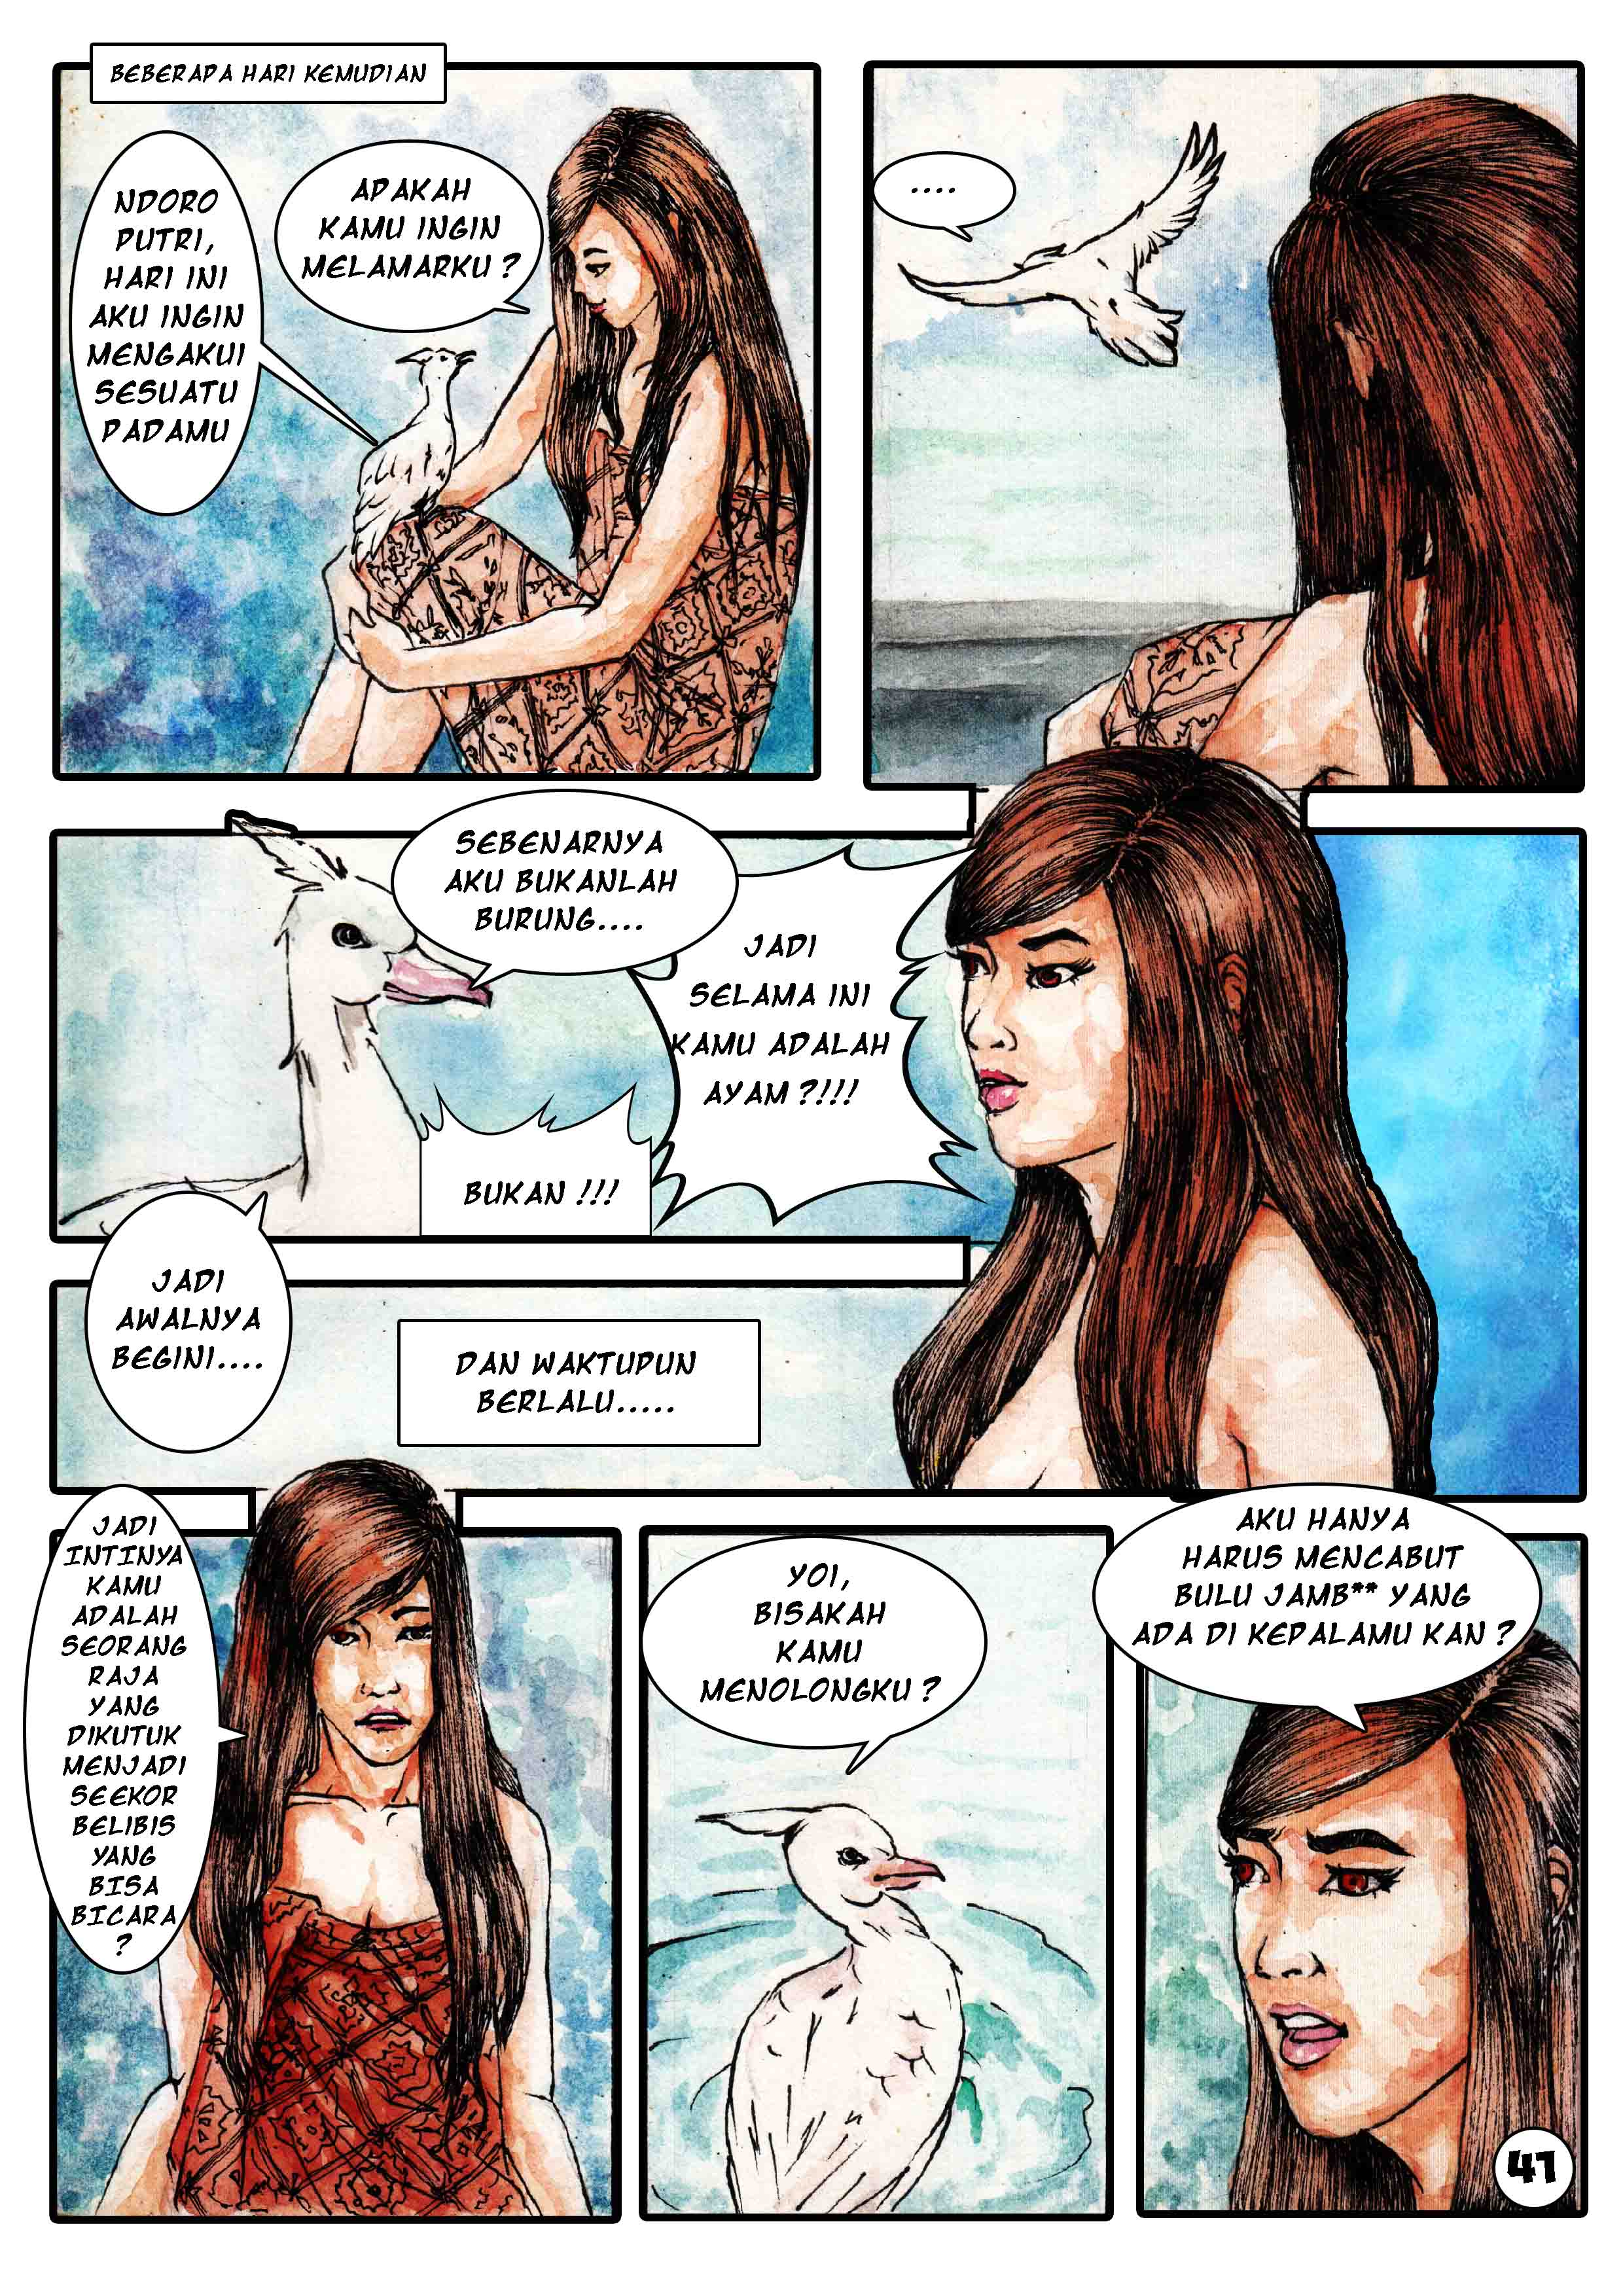 BEBERAPA HARI KEMUDIAN
NDORO
PUTRI,
HARI INI
AKU INGIN
MENGAKUI
SESUATU
PADAMU
APAKAH
KAMU INGIN
MELAMARKU ?
....
SEBENARNYA
AKU BUKANLAH
BURUNG....
JADI
SELAMA INI
KAMU ADALAH
AYAM ?!!!
BUKAN !!!
JADI
AWALNYA
BEGINI....
DAN WAKTUPUN
BERLALU.....
JADI
INTINYA
KAMU
ADALAH
SEORANG
RAJA
YANG
DIKUTUK
MENJADI
SEEKOR
BELIBIS
YANG
BISA
BICARA
?
YOI,
BISAKAH
KAMU
MENOLONGKU ?
AKU HANYA
HARUS MENCABUT
BULU JAMB** YANG
ADA DI KEPALAMU KAN ?
41